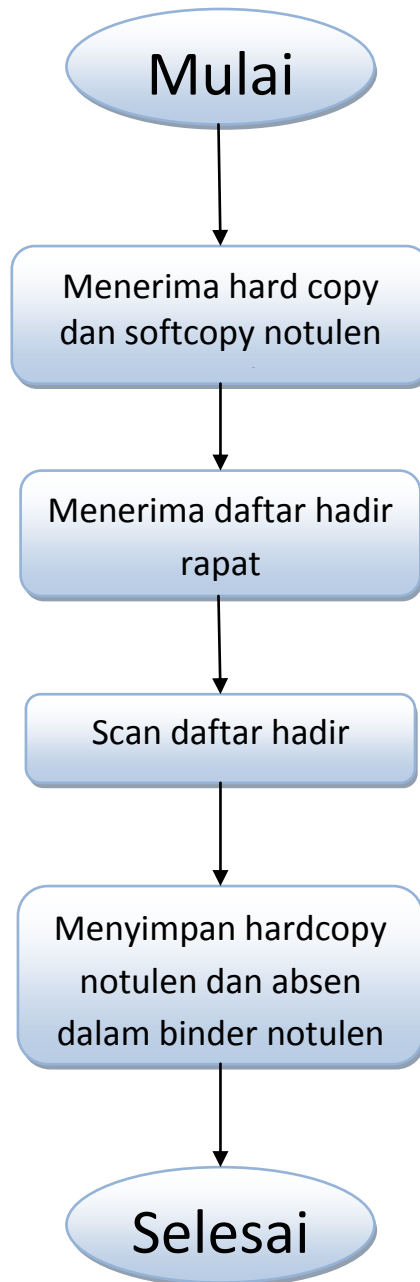 Mulai
Menerima hard copy
dan softcopy notulen
Menerima daftar hadir
rapat
Scan daftar hadir
Menyimpan hardcopy
notulen dan absen
dalam binder notulen
Selesai